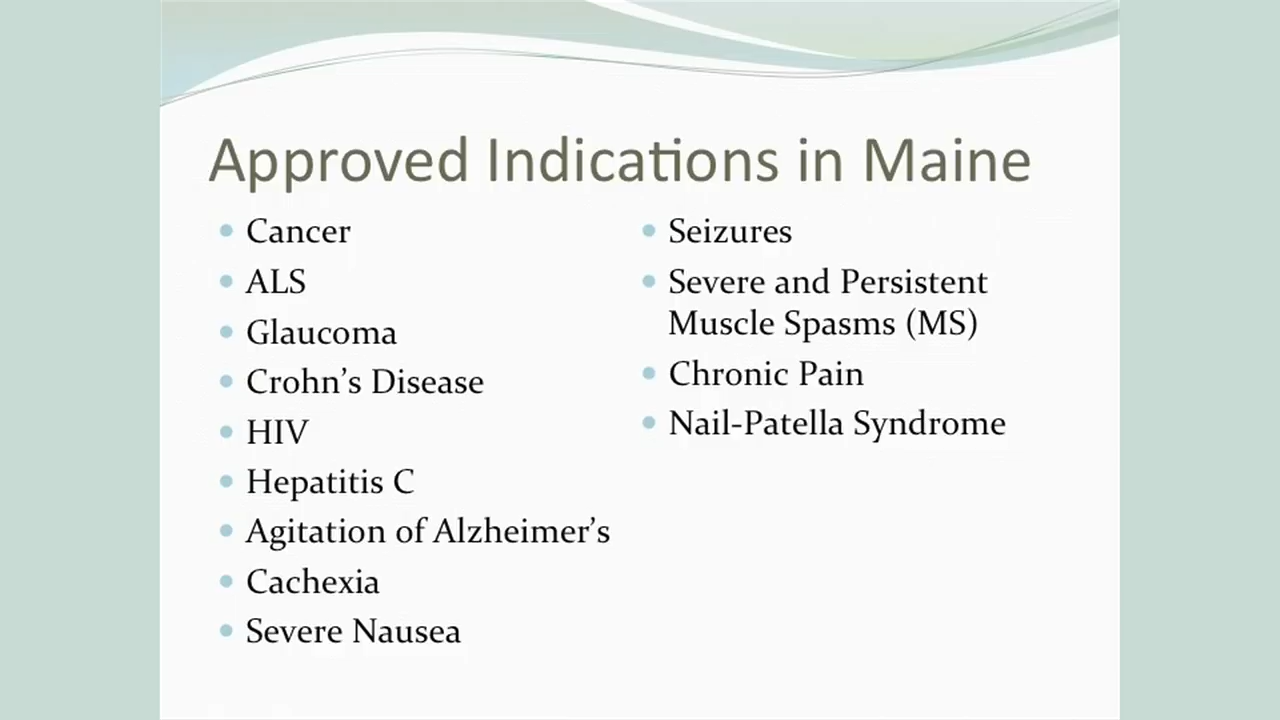 Approved Indications in Maine
Cancer
ALS
Glaucoma
Crohn’s Disease
HIV
Hepatitis C
Agitation of Alzheimer’s
Cachexia
Severe Nausea
Seizures
Severe and Persistent
Muscle Spasms (MS)
Chronic Pain
Nail-Patella Syndrome